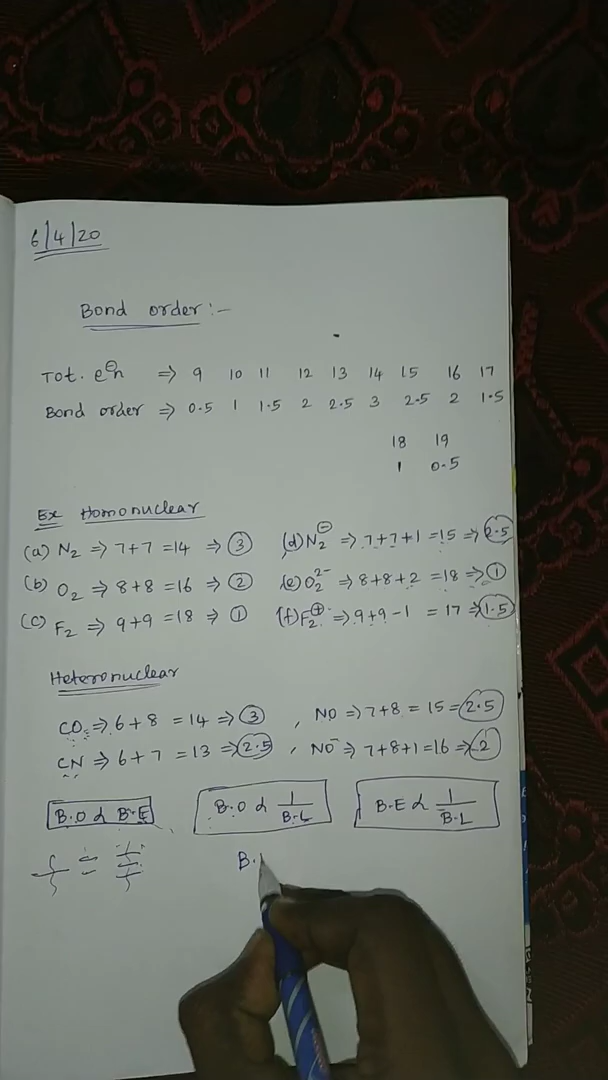 6/4/20
Bond order:-
Tot. e⊖n ⇒ 9 10 11 12 13 14 15 16 17
Bond order ⇒ 0.5 1 1.5 2 2.5 3 2.5 2 1.5
18 19
1 0.5
Ex Homonuclear
(a) N₂ ⇒ 7+7 =14 ⇒ ③ (d) N₂⊖ ⇒ 7+7+1 =15 ⇒ 2.5
(b) O₂ ⇒ 8+8 =16 ⇒ ② (e) O₂²⁻ ⇒ 8+8+2 =18 ⇒ ①
(c) F₂ ⇒ 9+9 =18 ⇒ ① (f) F₂⊕ ⇒ 9+9-1 = 17 ⇒ 1.5
Heteronuclear
CO ⇒ 6+8 =14 ⇒ ③ , NO ⇒ 7+8 = 15 = 2.5
CN ⇒ 6+7 =13 ⇒ 2.5 , NO⁻ ⇒ 7+8+1=16 ⇒ 2
B.O α B.E B.O α 1/B.L B.E α 1/B.L
B.